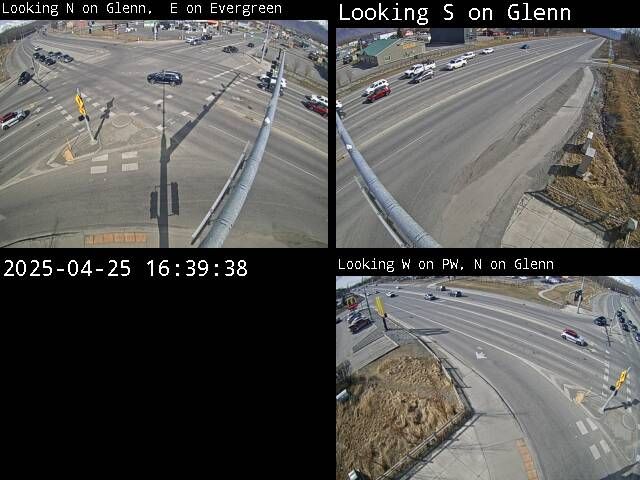 Looking N on Glenn,  E on Evergreen
Looking S on Glenn
2025-04-25 16:39:38
Looking W on PW, N on Glenn